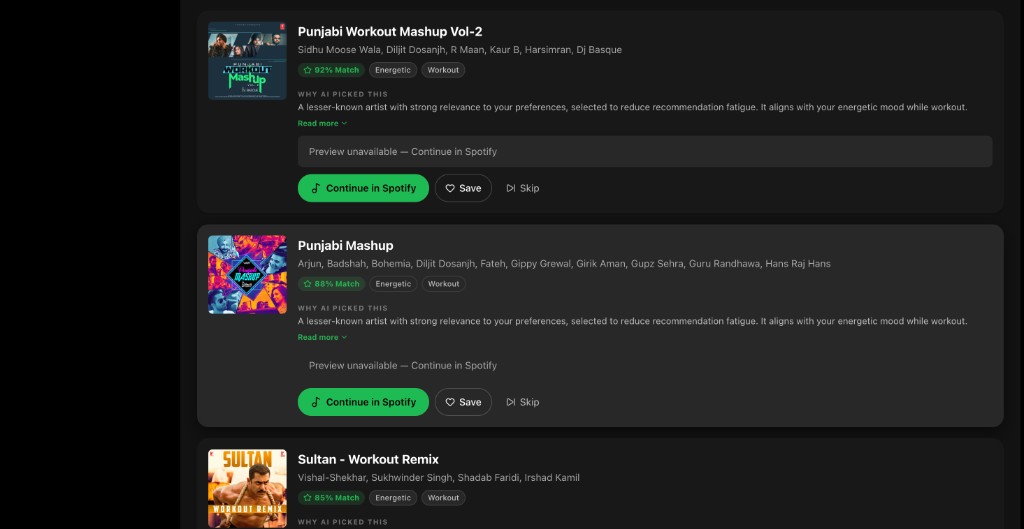 PUNJABI
WORKOUT
Mashup
Punjabi Workout Mashup Vol-2
Sidhu Moose Wala, Diljit Dosanjh, R Maan, Kaur B, Harsimran, Dj Basque
92% Match Energetic Workout
WHY AI PICKED THIS
A lesser-known artist with strong relevance to your preferences, selected to reduce recommendation fatigue. It aligns with your energetic mood while workout.
Read more
Preview unavailable — Continue in Spotify
Continue in Spotify Save Skip
Punjabi
MASHUP
Punjabi Mashup
Arjun, Badshah, Bohemia, Diljit Dosanjh, Fateh, Gippy Grewal, Girik Aman, Gupz Sehra, Guru Randhawa, Hans Raj Hans
88% Match Energetic Workout
WHY AI PICKED THIS
A lesser-known artist with strong relevance to your preferences, selected to reduce recommendation fatigue. It aligns with your energetic mood while workout.
Read more
Preview unavailable — Continue in Spotify
Continue in Spotify Save Skip
SULTAN
WORKOUT REMIX
Sultan - Workout Remix
Vishal-Shekhar, Sukhwinder Singh, Shadab Faridi, Irshad Kamil
85% Match Energetic Workout
WHY AI PICKED THIS